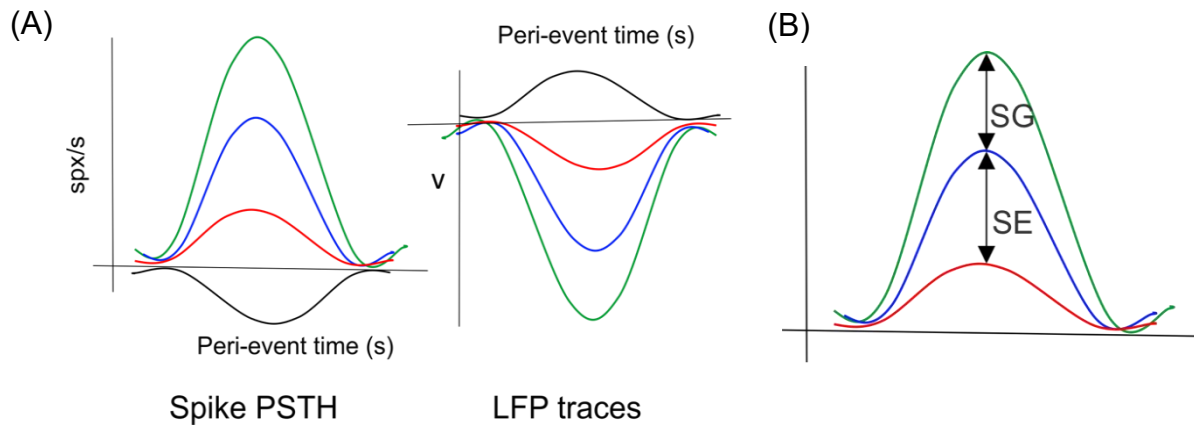 (A)
spx/s
Peri-event time (s)
Spike PSTH
Peri-event time (s)
v
LFP traces
(B)
SG
SE